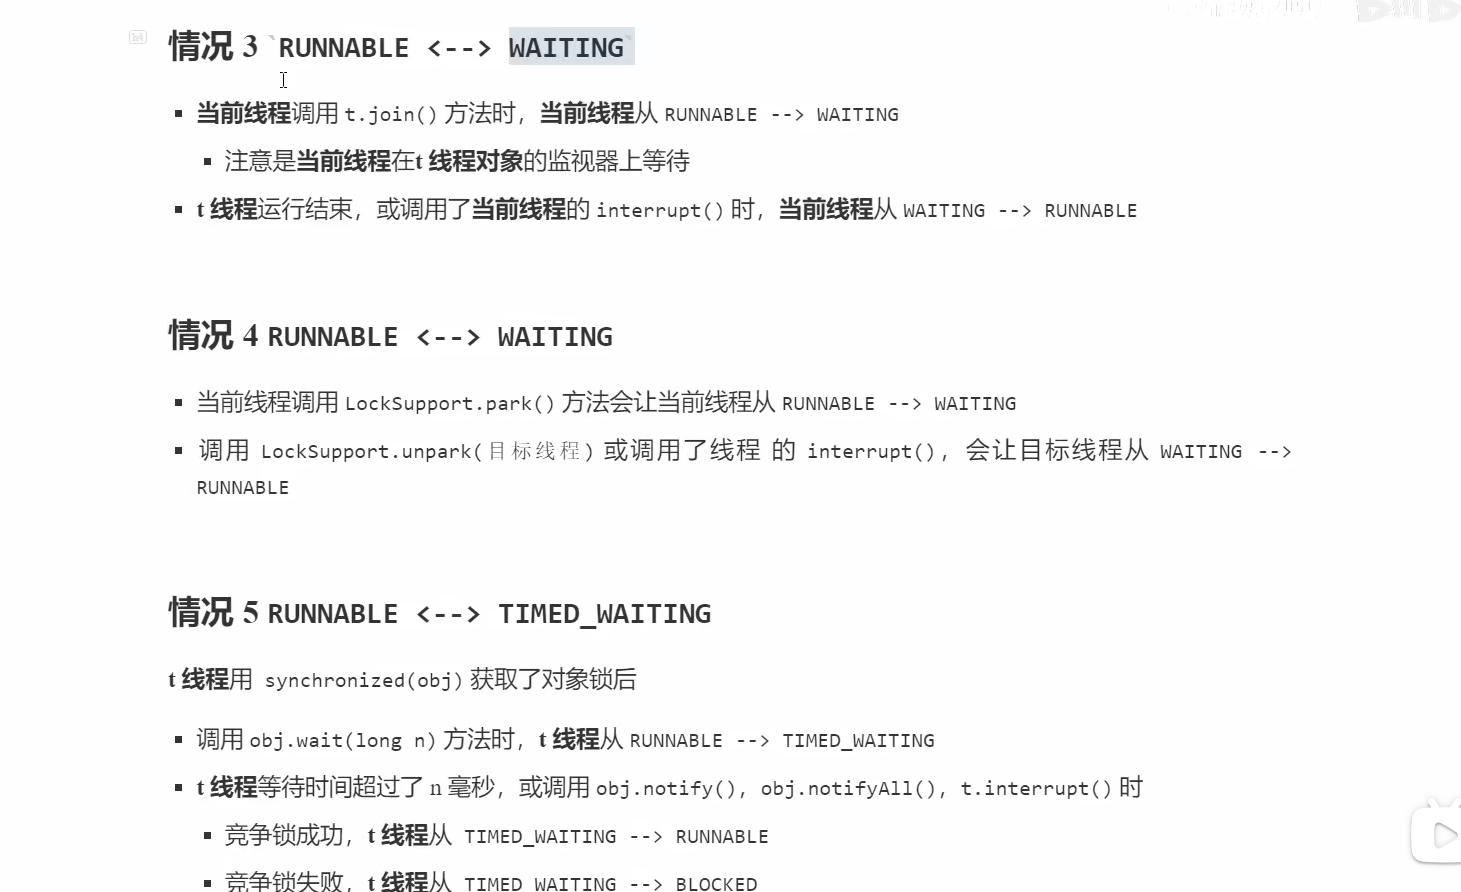 情况 3 `RUNNABLE <--> WAITING`
当前线程调用 t.join() 方法时，当前线程从 RUNNABLE --> WAITING
注意是当前线程在t 线程对象的监视器上等待
t 线程运行结束，或调用了当前线程的 interrupt() 时，当前线程从 WAITING --> RUNNABLE
情况 4 RUNNABLE <--> WAITING
当前线程调用 LockSupport.park() 方法会让当前线程从 RUNNABLE --> WAITING
调用 LockSupport.unpark(目标线程) 或调用了线程 的 interrupt()，会让目标线程从 WAITING -->
RUNNABLE
情况 5 RUNNABLE <--> TIMED_WAITING
t 线程用 synchronized(obj) 获取了对象锁后
调用 obj.wait(long n) 方法时，t 线程从 RUNNABLE --> TIMED_WAITING
t 线程等待时间超过了 n 毫秒，或调用 obj.notify()，obj.notifyAll()，t.interrupt() 时
竞争锁成功，t 线程从 TIMED_WAITING --> RUNNABLE
竞争锁失败，t 线程从 TIMED_WAITING --> BLOCKED